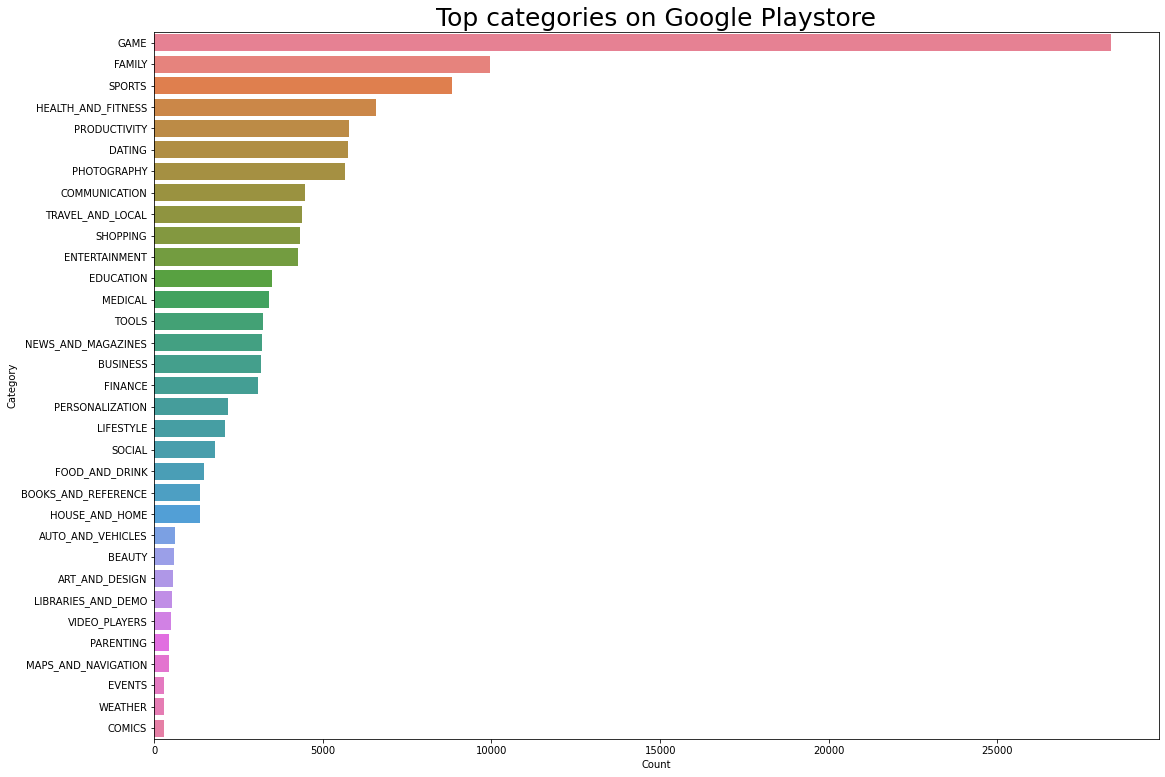 Top categories on Google Playstore
GAME
FAMILY
SPORTS
HEALTH_AND_FITNESS
PRODUCTIVITY
DATING
PHOTOGRAPHY
COMMUNICATION
TRAVEL_AND_LOCAL
SHOPPING
ENTERTAINMENT
EDUCATION
MEDICAL
TOOLS
NEWS_AND_MAGAZINES
BUSINESS
FINANCE
PERSONALIZATION
LIFESTYLE
SOCIAL
FOOD_AND_DRINK
BOOKS_AND_REFERENCE
HOUSE_AND_HOME
AUTO_AND_VEHICLES
BEAUTY
ART_AND_DESIGN
LIBRARIES_AND_DEMO
VIDEO_PLAYERS
PARENTING
MAPS_AND_NAVIGATION
EVENTS
WEATHER
COMICS
Category
0 5000 10000 15000 20000 25000
Count